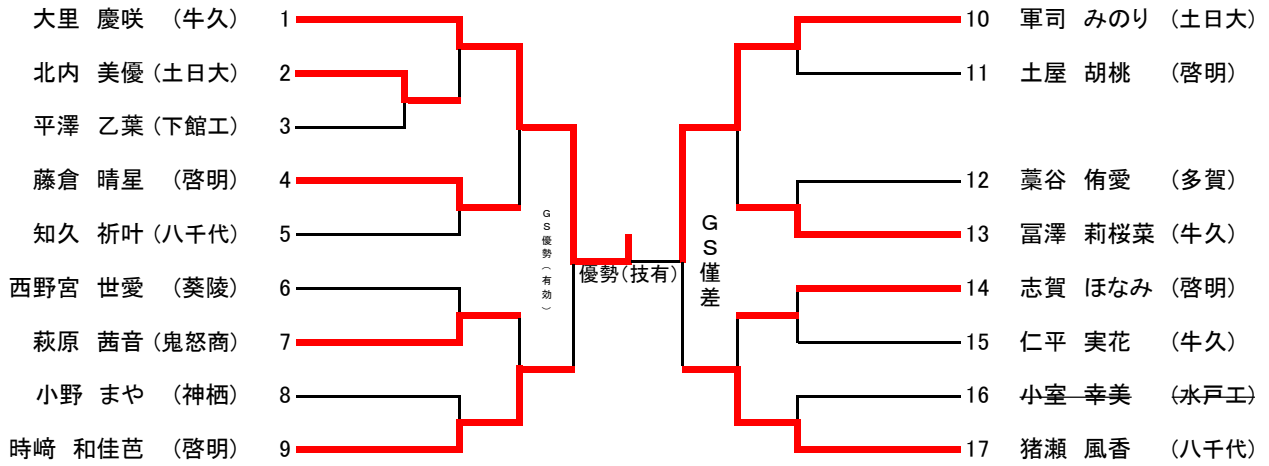 大里 慶咲 (牛久) 1
北内 美優 (土日大) 2
平澤 乙葉 (下館工) 3
藤倉 晴星 (啓明) 4
知久 祈叶 (八千代) 5
西野宮 世愛 (葵陵) 6
萩原 茜音 (鬼怒商) 7
小野 まや (神栖) 8
時﨑 和佳芭 (啓明) 9
GS優勢(有効)
優勢(技有)
GS僅差
10 軍司 みのり (土日大)
11 土屋 胡桃 (啓明)
12 藁谷 侑愛 (多賀)
13 冨澤 莉桜菜 (牛久)
14 志賀 ほなみ (啓明)
15 仁平 実花 (牛久)
16 小室 幸美 (水戸工)
17 猪瀬 風香 (八千代)